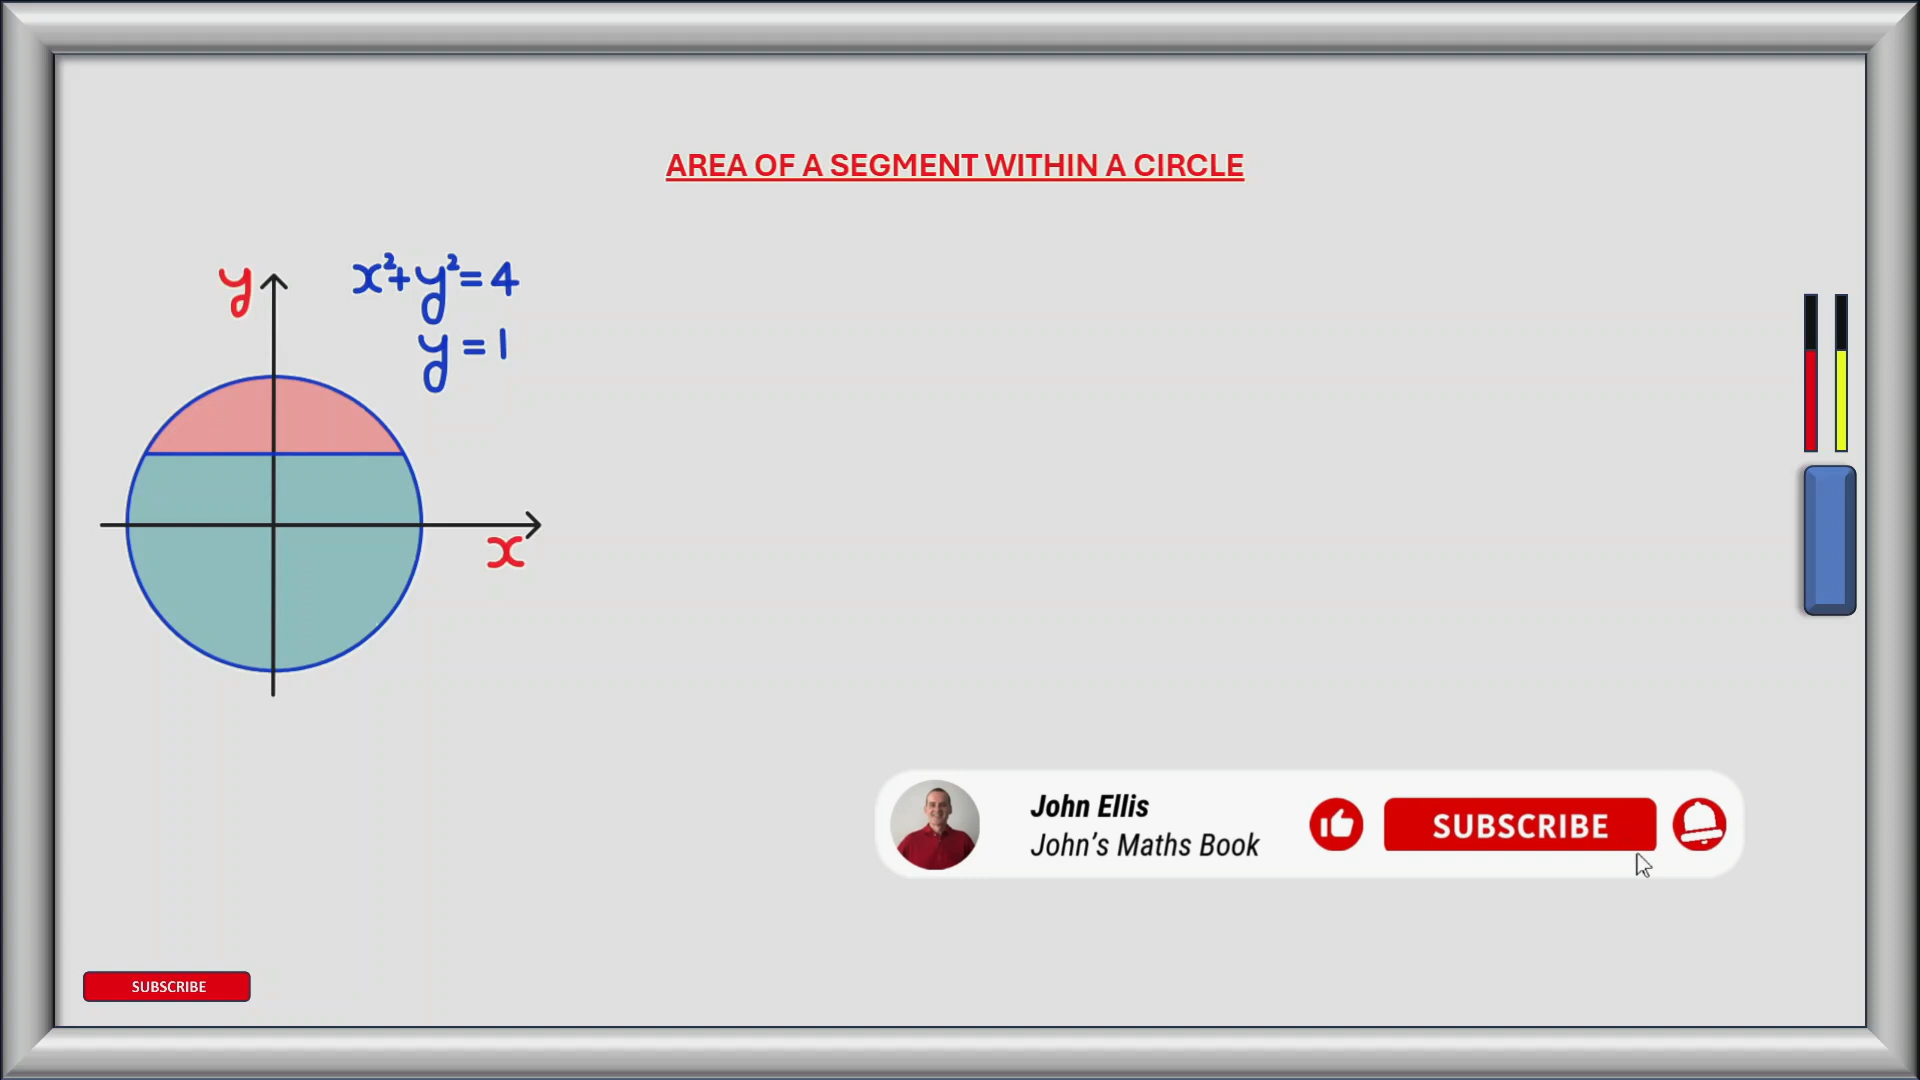 AREA OF A SEGMENT WITHIN A CIRCLE
y
x²+y²=4
y=1
x
John Ellis
John's Maths Book
SUBSCRIBE
SUBSCRIBE